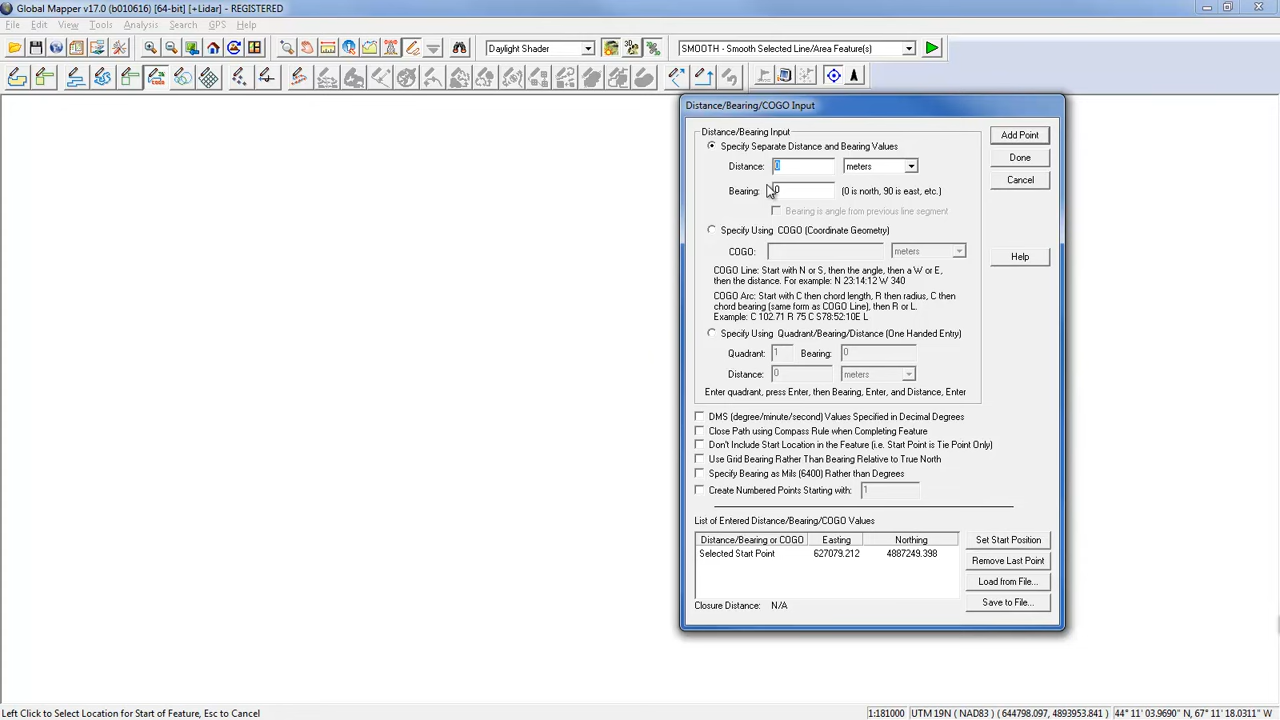 Global Mapper v17.0 (b010616) [64-bit] [+Lidar] - REGISTERED
File Edit View Tools Analysis Search GPS Help
Daylight Shader
SMOOTH - Smooth Selected Line/Area Feature(s)
Distance/Bearing/COGO Input
Distance/Bearing Input
Add Point
Specify Separate Distance and Bearing Values
Distance: 0 meters
Done
Cancel
Bearing: 0 (0 is north, 90 is east, etc.)
Bearing is angle from previous line segment
Specify Using COGO (Coordinate Geometry)
COGO: meters
Help
COGO Line: Start with N or S, then the angle, then a W or E,
then the distance. For example: N 23:14:12 W 340
COGO Arc: Start with C then chord length, R then radius, C then
chord bearing (same form as COGO Line), then R or L.
Example: C 102.71 R 75 C S78:52:10E L
Specify Using Quadrant/Bearing/Distance (One Handed Entry)
Quadrant: 1 Bearing: 0
Distance: 0 meters
Enter quadrant, press Enter, then Bearing, Enter, and Distance, Enter
DMS (degree/minute/second) Values Specified in Decimal Degrees
Close Path using Compass Rule when Completing Feature
Don't Include Start Location in the Feature (i.e. Start Point is Tie Point Only)
Use Grid Bearing Rather Than Bearing Relative to True North
Specify Bearing as Mils (6400) Rather than Degrees
Create Numbered Points Starting with: 1
List of Entered Distance/Bearing/COGO Values
Distance/Bearing or COGO Easting Northing
Set Start Position
Selected Start Point 627079.212 4887249.398
Remove Last Point
Load from File...
Save to File...
Closure Distance: N/A
Left Click to Select Location for Start of Feature, Esc to Cancel
1:181000 UTM 19N (NAD83) ( 644798.097, 4893953.841 ) 44° 11' 03.9690" N, 67° 11' 18.0311" W